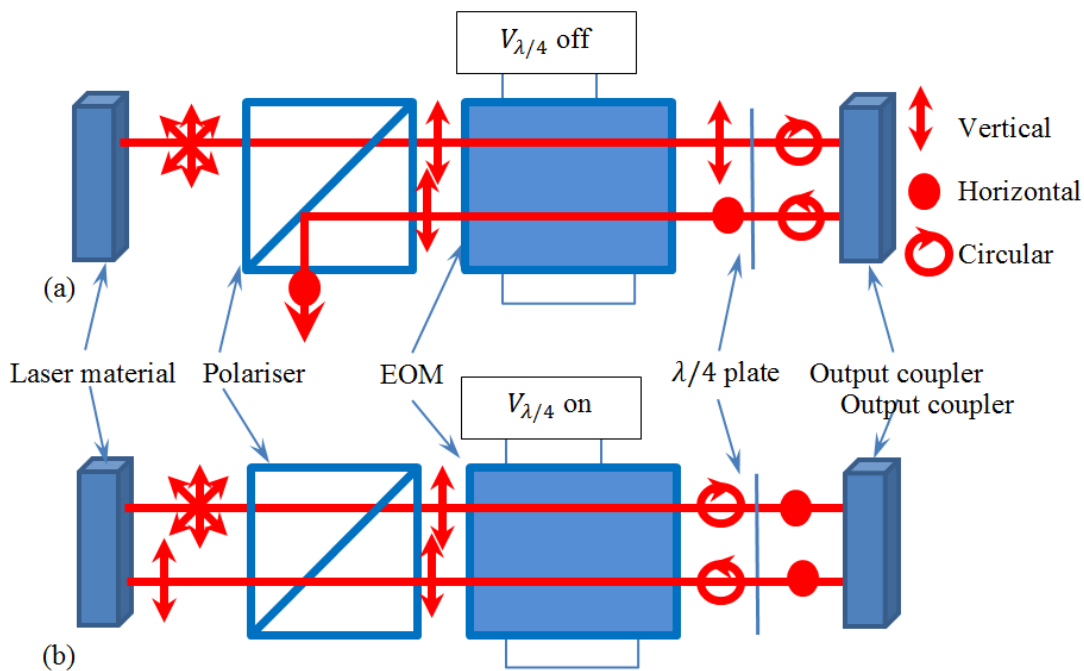 V_{λ/4} off
Vertical
Horizontal
Circular
(a)
Laser material
Polariser
EOM
λ/4 plate
Output coupler
Output coupler
V_{λ/4} on
(b)